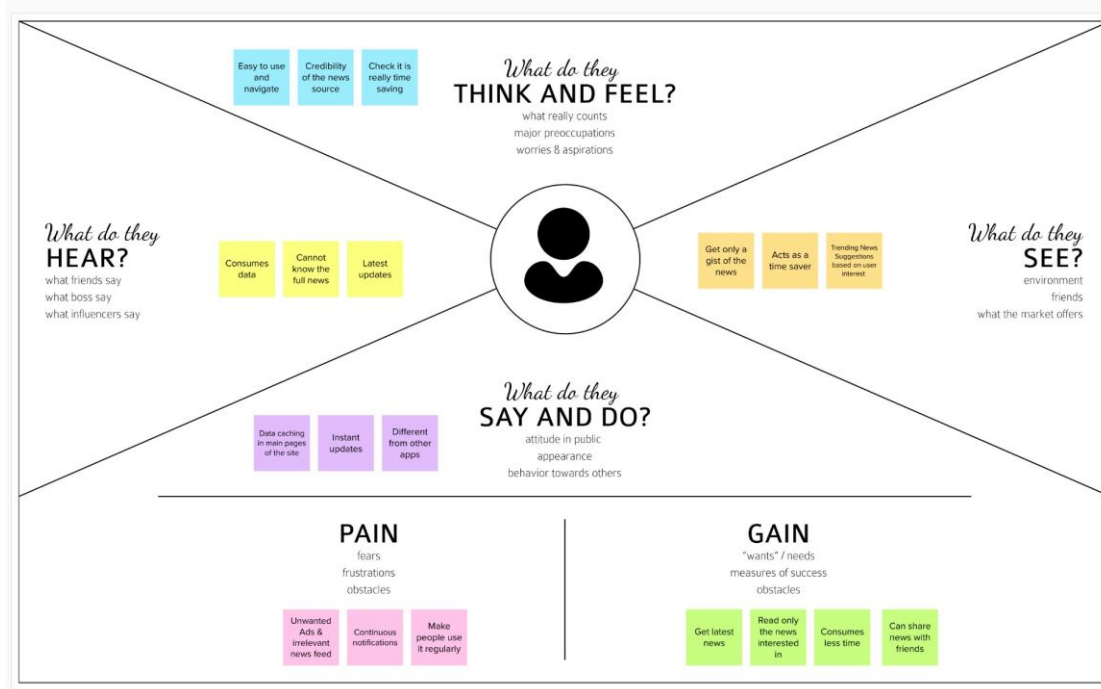 Easy to use
and
navigate
Credibility
of the news
source
Check it is
really time
saving
What do they
THINK AND FEEL?
what really counts
major preoccupations
worries & aspirations
What do they
HEAR?
what friends say
what boss say
what influencers say
Consumes
data
Cannot
know the
full news
Latest
updates
Get only a
gist of the
news
Acts as a
time saver
Trending News
Suggestions
based on user
interest
What do they
SEE?
environment
friends
what the market offers
What do they
SAY AND DO?
attitude in public
appearance
behavior towards others
Data caching
in main pages
of the site
Instant
updates
Different
from other
apps
PAIN
fears
frustrations
obstacles
Unwanted
Ads &
irrelevant
news feed
Continuous
notifications
Make
people use
it regularly
GAIN
"wants" / needs
measures of success
obstacles
Get latest
news
Read only
the news
interested
in
Consumes
less time
Can share
news with
friends